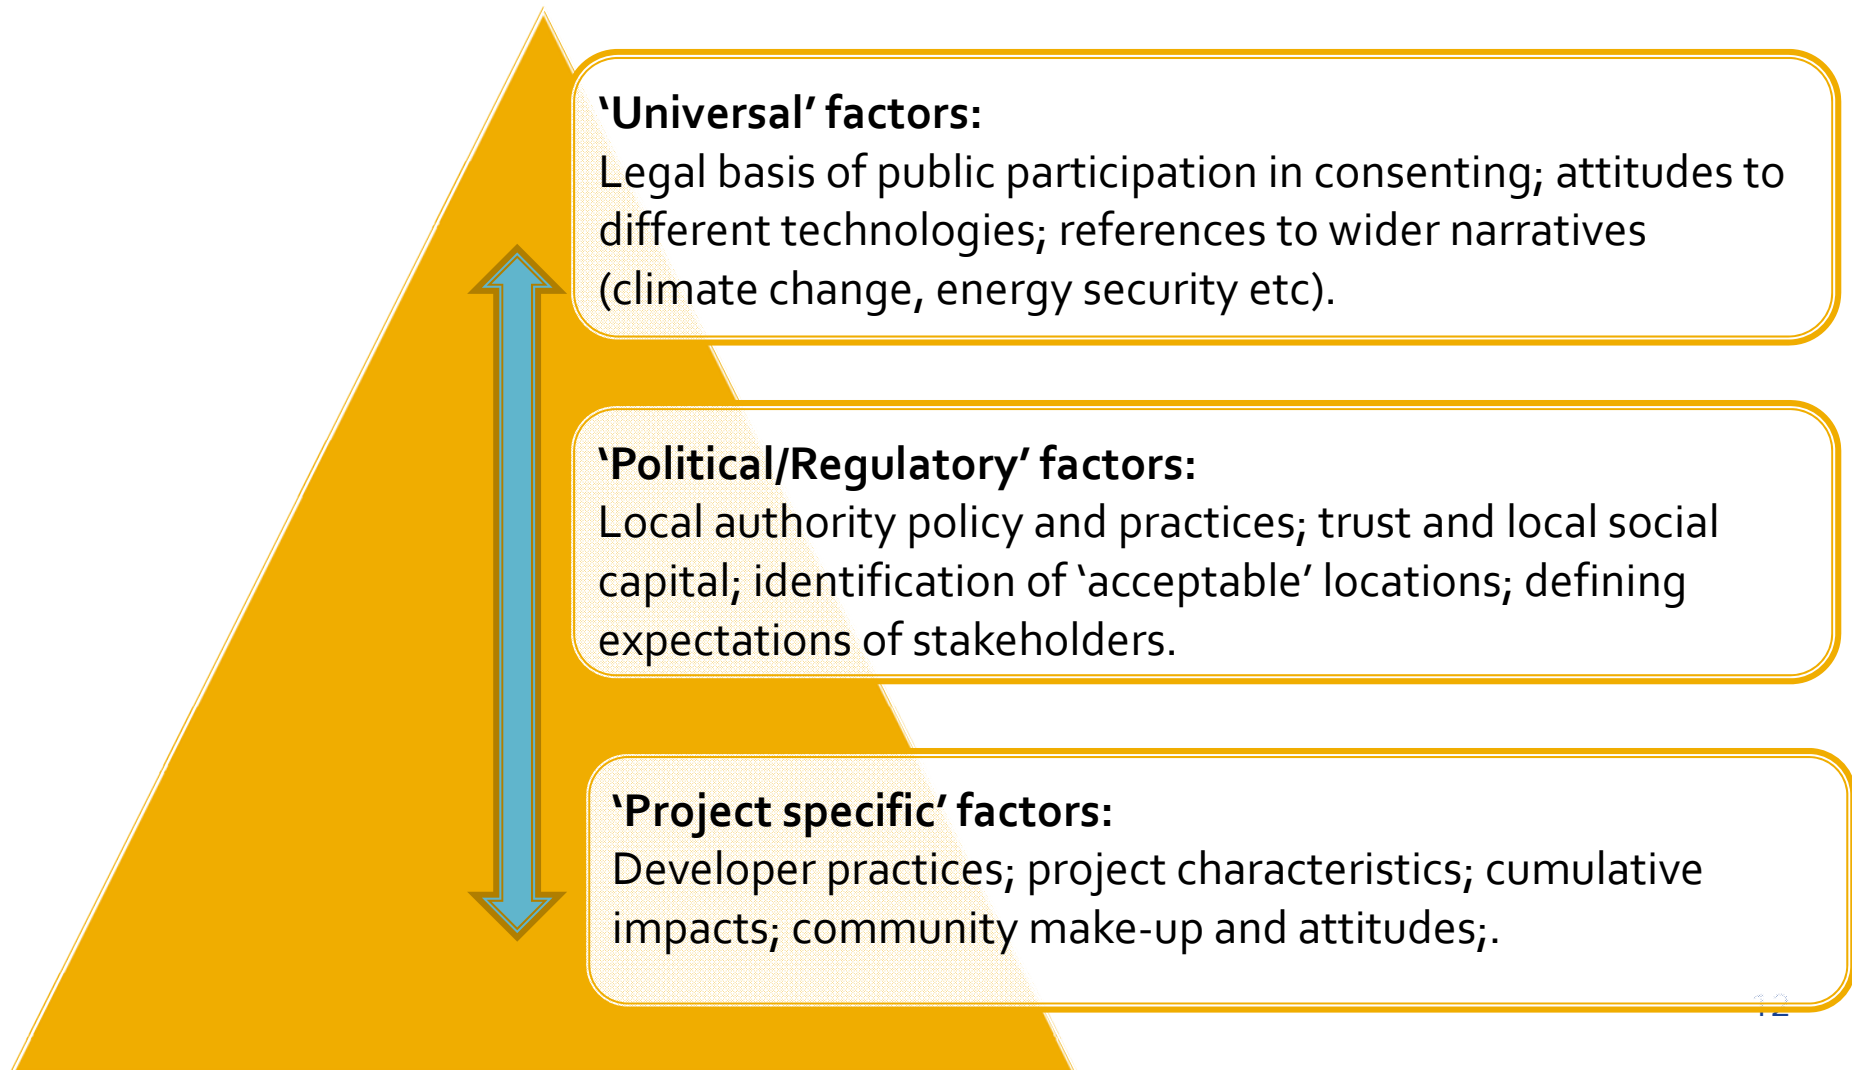 ‘Universal’ factors:
Legal basis of public participation in consenting; attitudes to
different technologies; references to wider narratives
(climate change, energy security etc).
‘Political/Regulatory’ factors:
Local authority policy and practices; trust and local social
capital; identification of ‘acceptable’ locations; defining
expectations of stakeholders.
‘Project specific’ factors:
Developer practices; project characteristics; cumulative
impacts; community make-up and attitudes;.
12